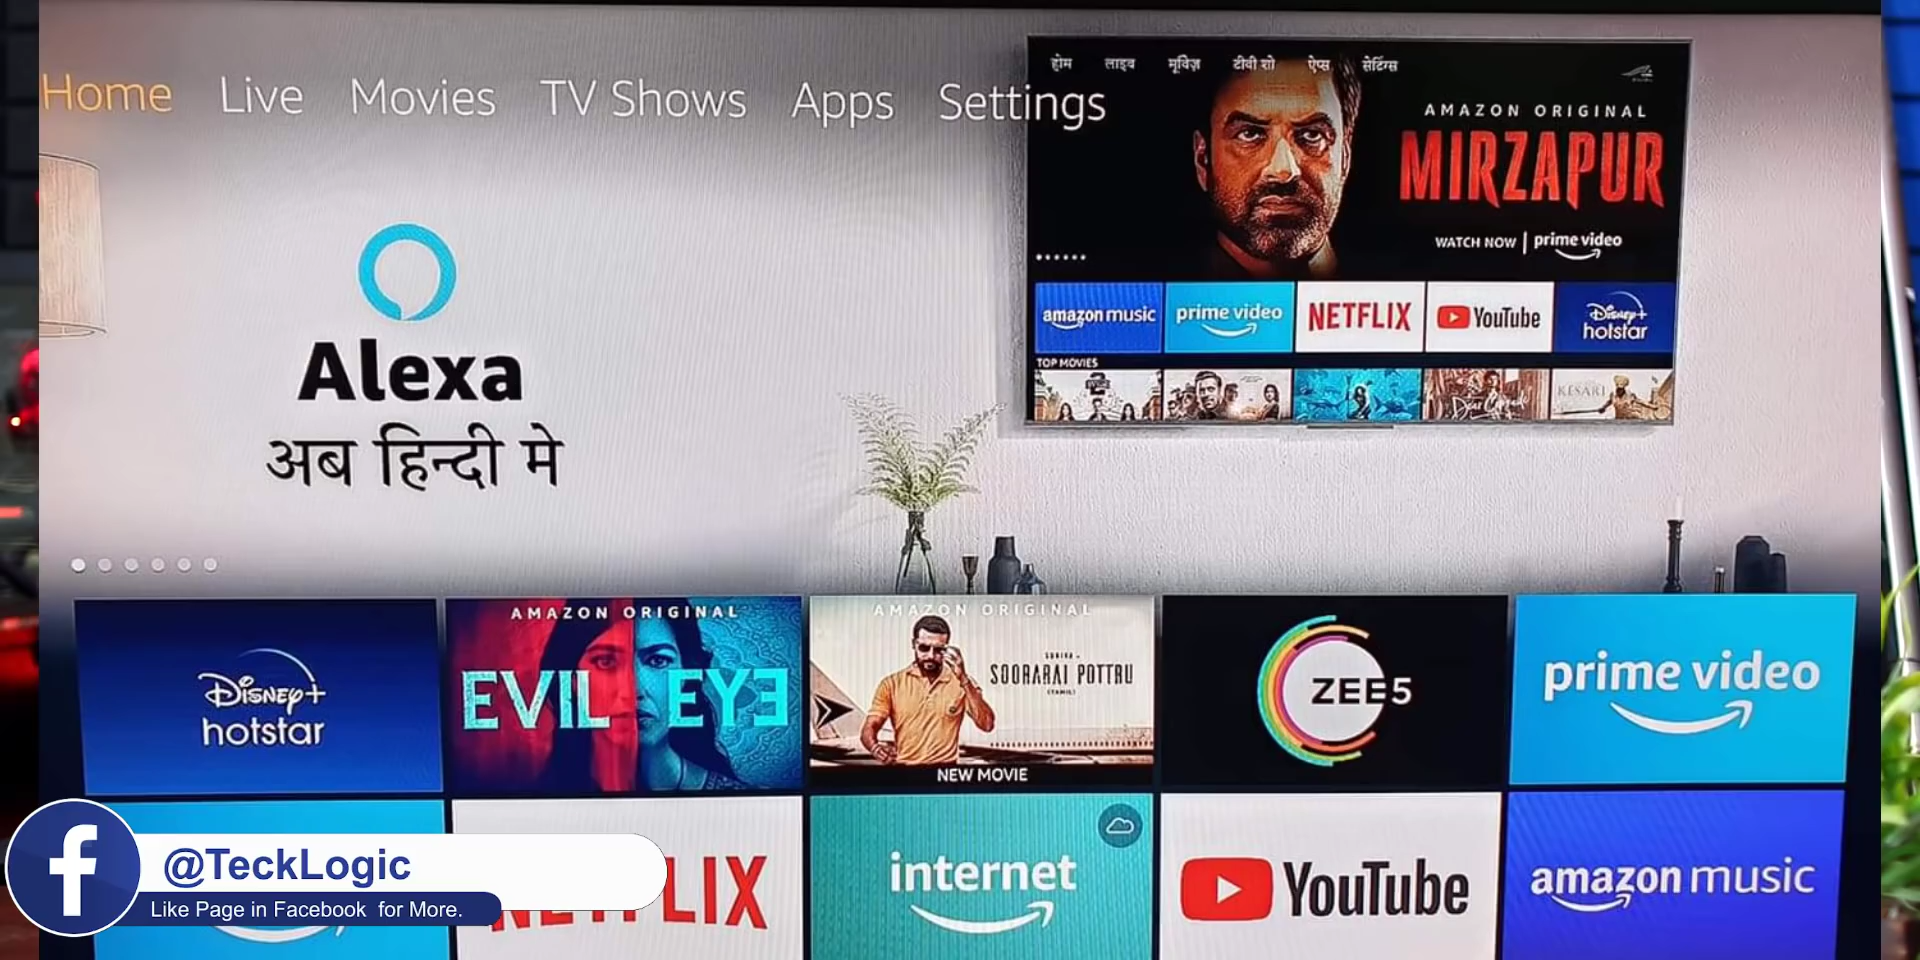 Home Live Movies TV Shows Apps Settings
होम लाइव मूविज़ टीवी शो ऐप्स सेटिंग्स
AMAZON ORIGINAL
MIRZAPUR
WATCH NOW | prime video
amazon music
prime video
NETFLIX
YouTube
Disney+
hotstar
TOP MOVIES
KESARI
Alexa
अब हिन्दी मे
Disney+
hotstar
AMAZON ORIGINAL
EVIL EYE
AMAZON ORIGINAL
SOORARAI POTTRU
(TAMIL)
NEW MOVIE
ZEE5
prime video
NETFLIX
internet
YouTube
amazon music
@TeckLogic
Like Page in Facebook for More.